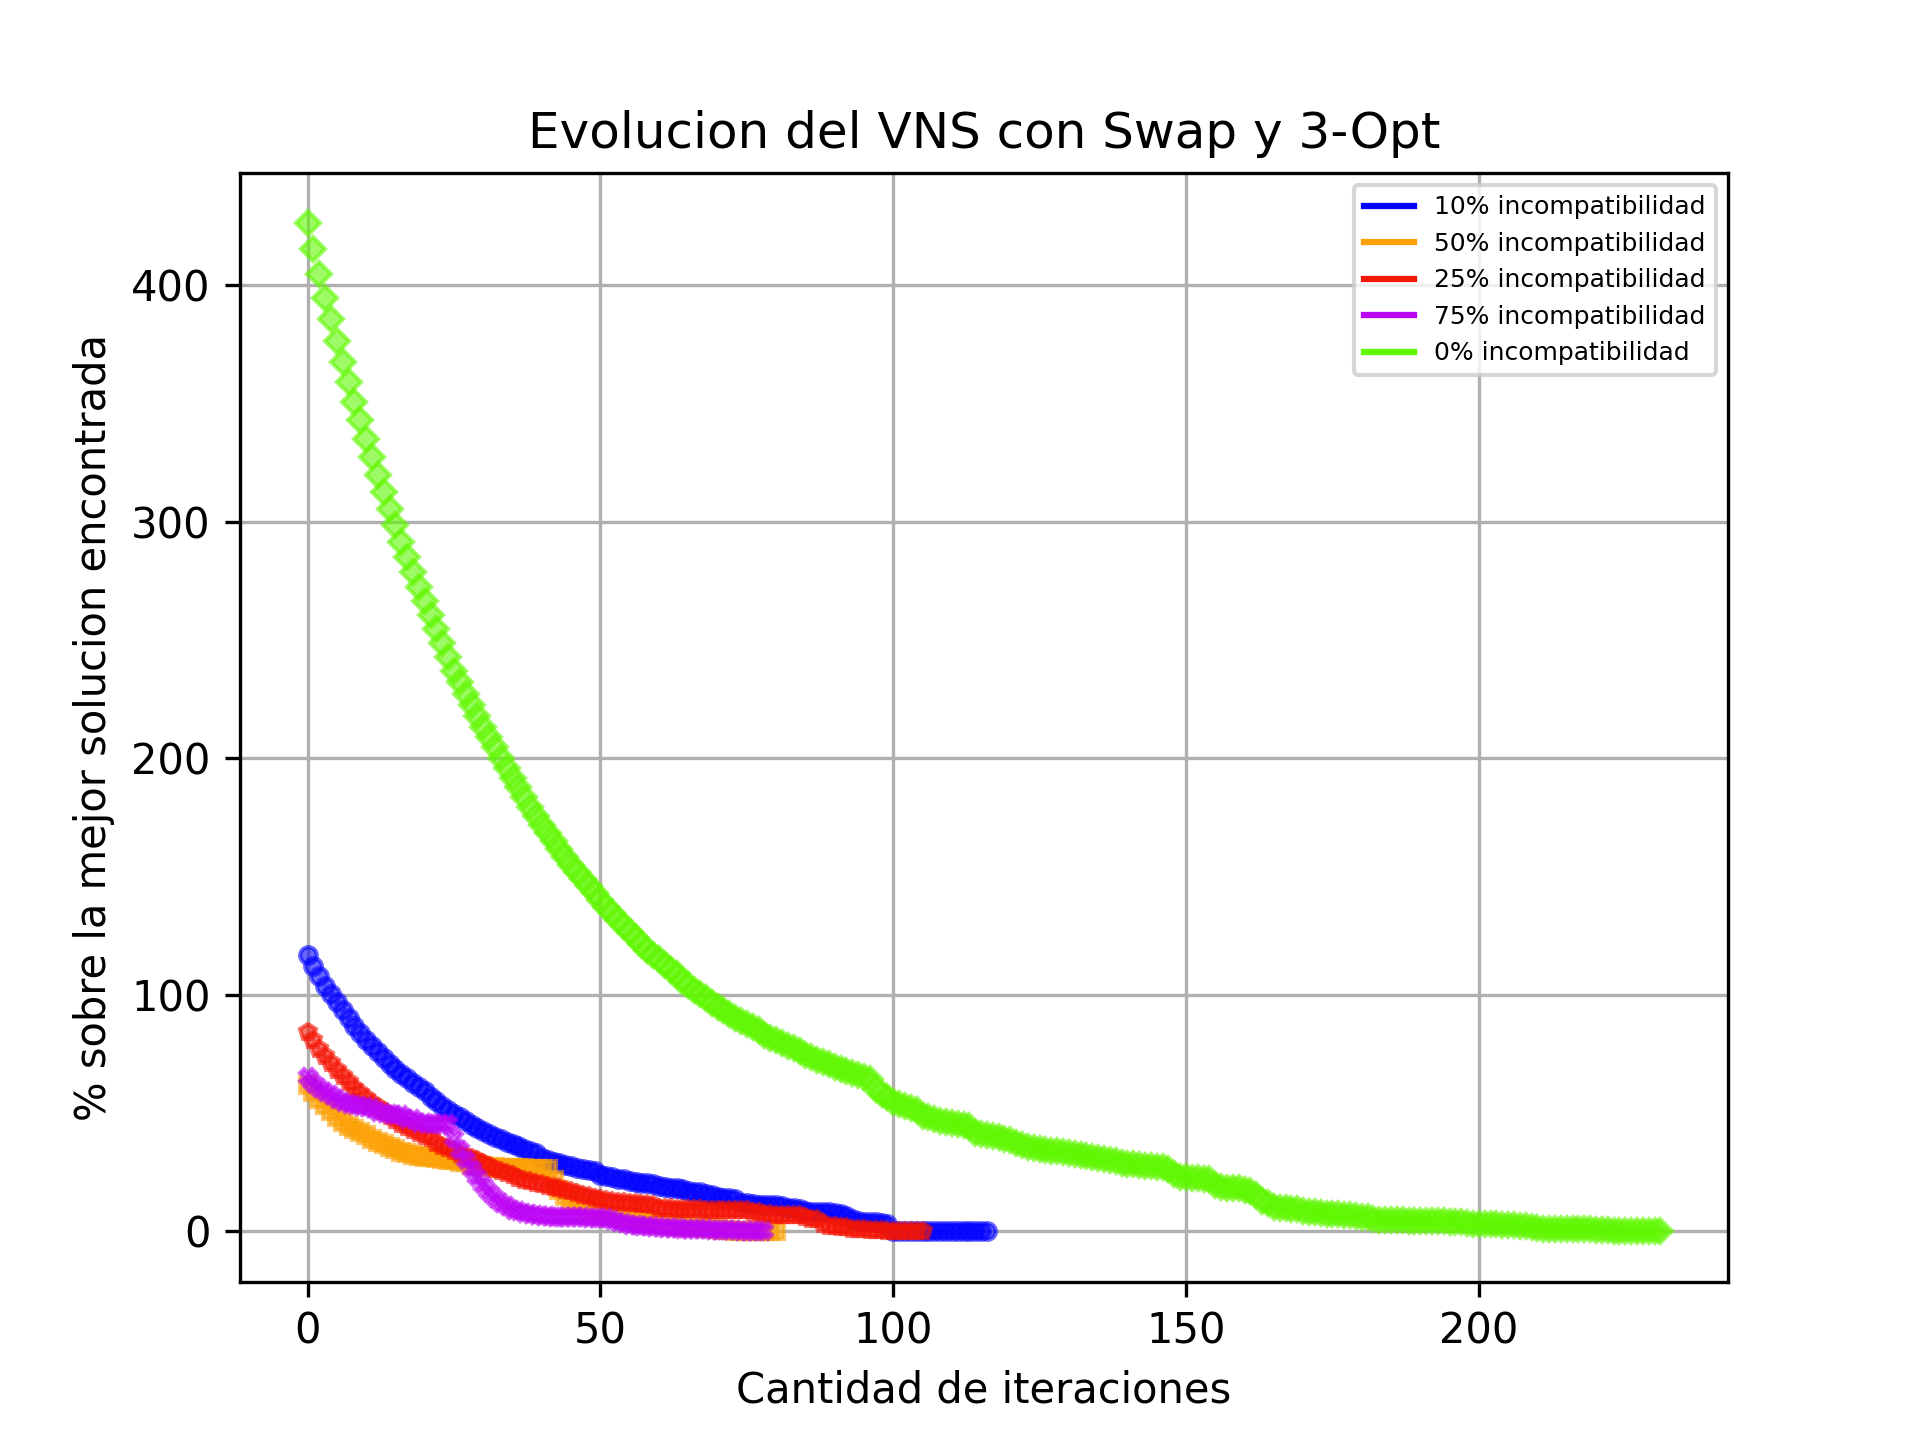 Evolucion del VNS con Swap y 3-Opt
10% incompatibilidad
50% incompatibilidad
25% incompatibilidad
75% incompatibilidad
0% incompatibilidad
% sobre la mejor solucion encontrada
400
300
200
100
0
0 50 100 150 200
Cantidad de iteraciones